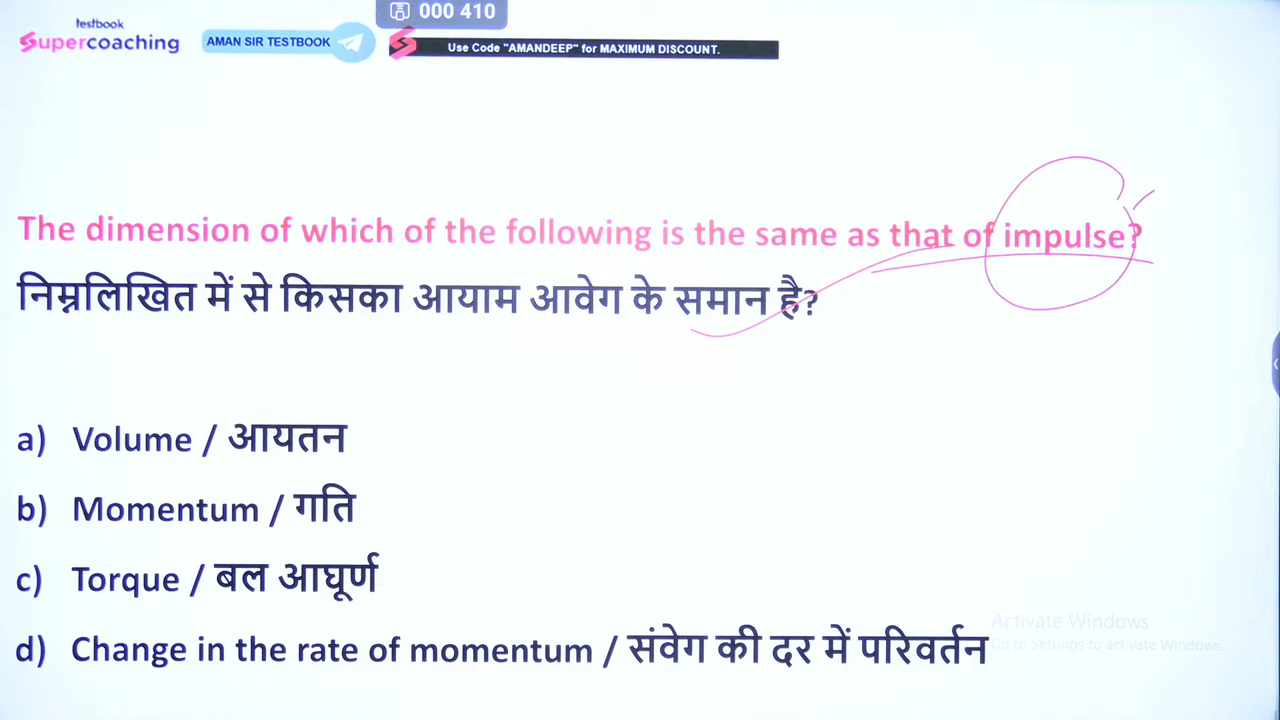 testbook
000 410
Supercoaching
AMAN SIR TESTBOOK
Use Code "AMANDEEP" for MAXIMUM DISCOUNT.
The dimension of which of the following is the same as that of impulse?
निम्नलिखित में से किसका आयाम आवेग के समान है?
a) Volume / आयतन
b) Momentum / गति
c) Torque / बल आघूर्ण
Activate Windows
d) Change in the rate of momentum / संवेग की दर में परिवर्तन
Go to Settings to activate Windows.